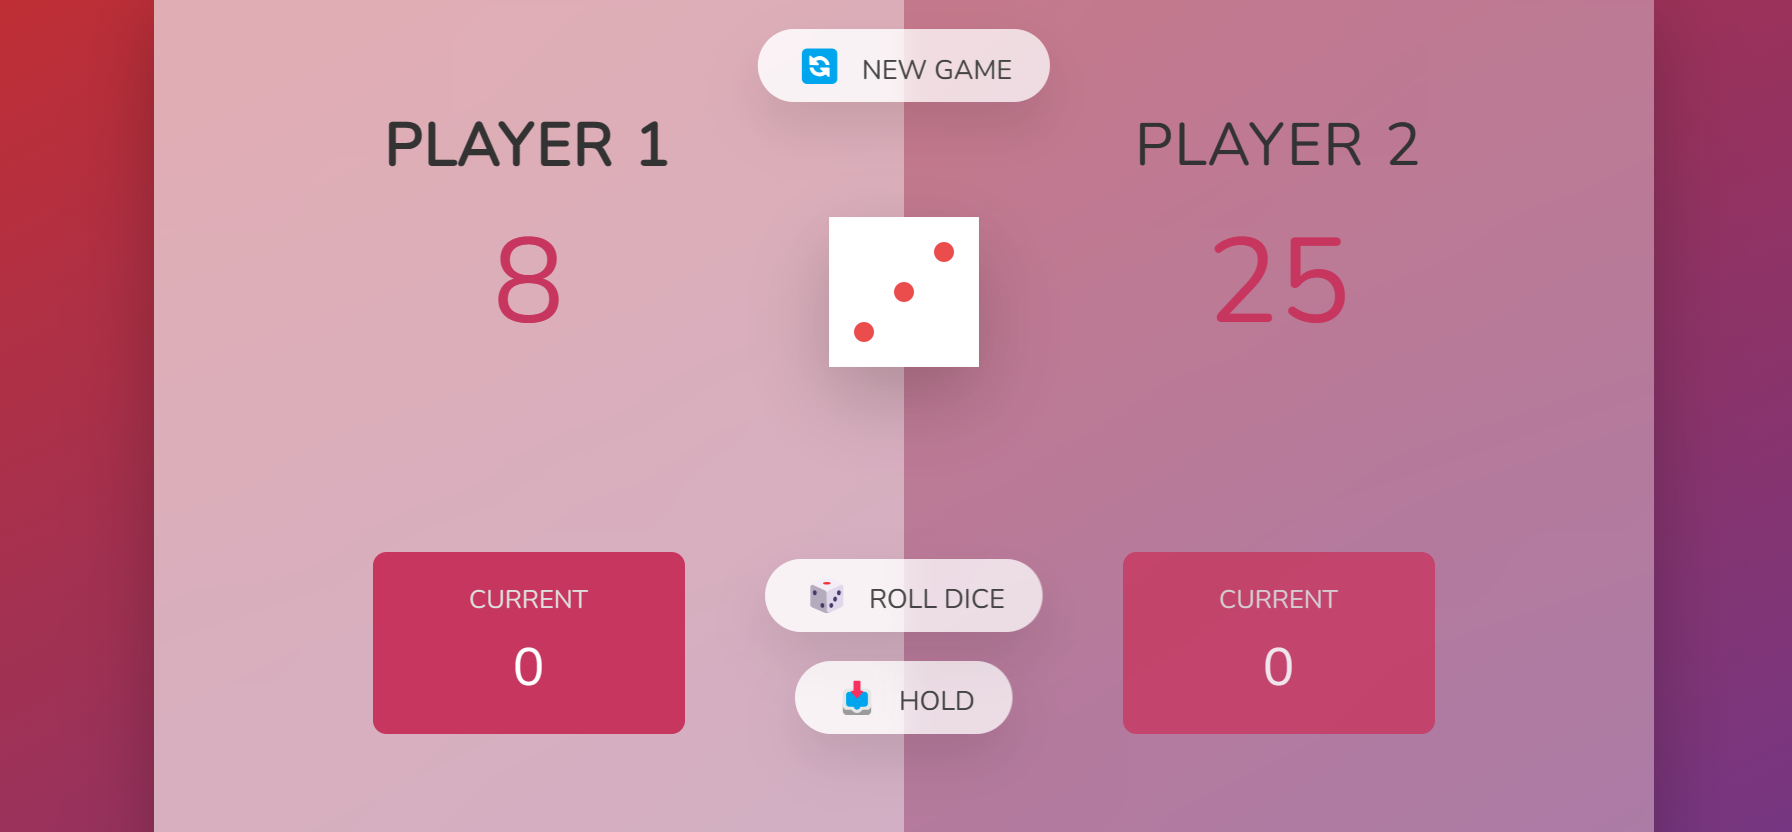 NEW GAME
PLAYER 1
PLAYER 2
8
25
CURRENT
0
ROLL DICE
HOLD
CURRENT
0